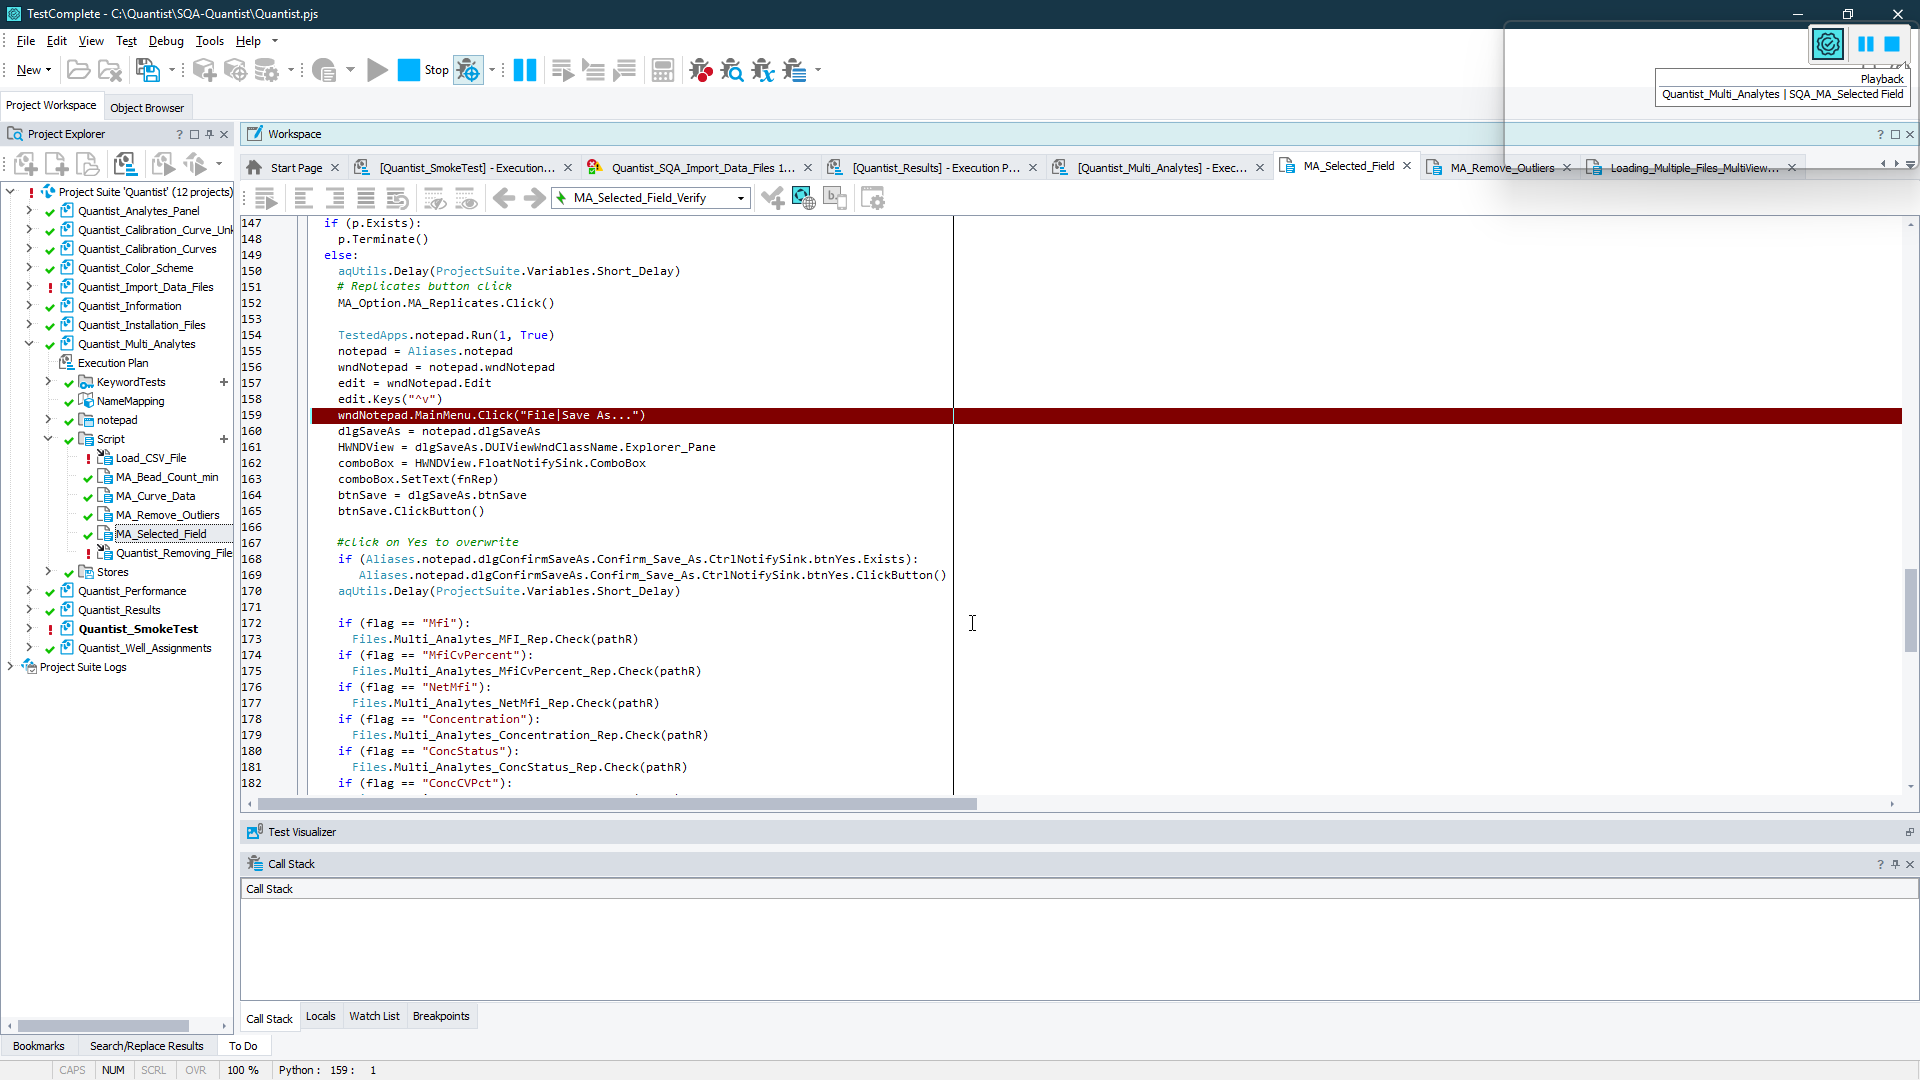 TestComplete - C:\Quantist\SQA-Quantist\Quantist.pjs
File Edit View Test Debug Tools Help
New Stop
Playback
Quantist_Multi_Analytes | SQA_MA_Selected Field
Project Workspace Object Browser
Project Explorer
Workspace
Start Page [Quantist_SmokeTest] - Execution... Quantist_SQA_Import_Data_Files 1... [Quantist_Results] - Execution P... [Quantist_Multi_Analytes] - Exec... MA_Selected_Field MA_Remove_Outliers Loading_Multiple_Files_MultiView...
MA_Selected_Field_Verify
Project Suite 'Quantist' (12 projects)
Quantist_Analytes_Panel
Quantist_Calibration_Curve_Unk
Quantist_Calibration_Curves
Quantist_Color_Scheme
Quantist_Import_Data_Files
Quantist_Information
Quantist_Installation_Files
Quantist_Multi_Analytes
Execution Plan
KeywordTests
NameMapping
notepad
Script
Load_CSV_File
MA_Bead_Count_min
MA_Curve_Data
MA_Remove_Outliers
MA_Selected_Field
Quantist_Removing_File
Stores
Quantist_Performance
Quantist_Results
Quantist_SmokeTest
Quantist_Well_Assignments
Project Suite Logs
147 if (p.Exists):
148 p.Terminate()
149 else:
150 aqUtils.Delay(ProjectSuite.Variables.Short_Delay)
151 # Replicates button click
152 MA_Option.MA_Replicates.Click()
153
154 TestedApps.notepad.Run(1, True)
155 notepad = Aliases.notepad
156 wndNotepad = notepad.wndNotepad
157 edit = wndNotepad.Edit
158 edit.Keys("^v")
159 wndNotepad.MainMenu.Click("File|Save As...")
160 dlgSaveAs = notepad.dlgSaveAs
161 HWNDView = dlgSaveAs.DUIViewWndClassName.Explorer_Pane
162 comboBox = HWNDView.FloatNotifySink.ComboBox
163 comboBox.SetText(fnRep)
164 btnSave = dlgSaveAs.btnSave
165 btnSave.ClickButton()
166
167 #click on Yes to overwrite
168 if (Aliases.notepad.dlgConfirmSaveAs.Confirm_Save_As.CtrlNotifySink.btnYes.Exists):
169 Aliases.notepad.dlgConfirmSaveAs.Confirm_Save_As.CtrlNotifySink.btnYes.ClickButton()
170 aqUtils.Delay(ProjectSuite.Variables.Short_Delay)
171
172 if (flag == "Mfi"):
173 Files.Multi_Analytes_MFI_Rep.Check(pathR)
174 if (flag == "MfiCvPercent"):
175 Files.Multi_Analytes_MfiCvPercent_Rep.Check(pathR)
176 if (flag == "NetMfi"):
177 Files.Multi_Analytes_NetMfi_Rep.Check(pathR)
178 if (flag == "Concentration"):
179 Files.Multi_Analytes_Concentration_Rep.Check(pathR)
180 if (flag == "ConcStatus"):
181 Files.Multi_Analytes_ConcStatus_Rep.Check(pathR)
182 if (flag == "ConcCVPct"):
Test Visualizer
Call Stack
Call Stack
Call Stack Locals Watch List Breakpoints
Bookmarks Search/Replace Results To Do
CAPS NUM SCRL OVR 100 % Python : 159 : 1